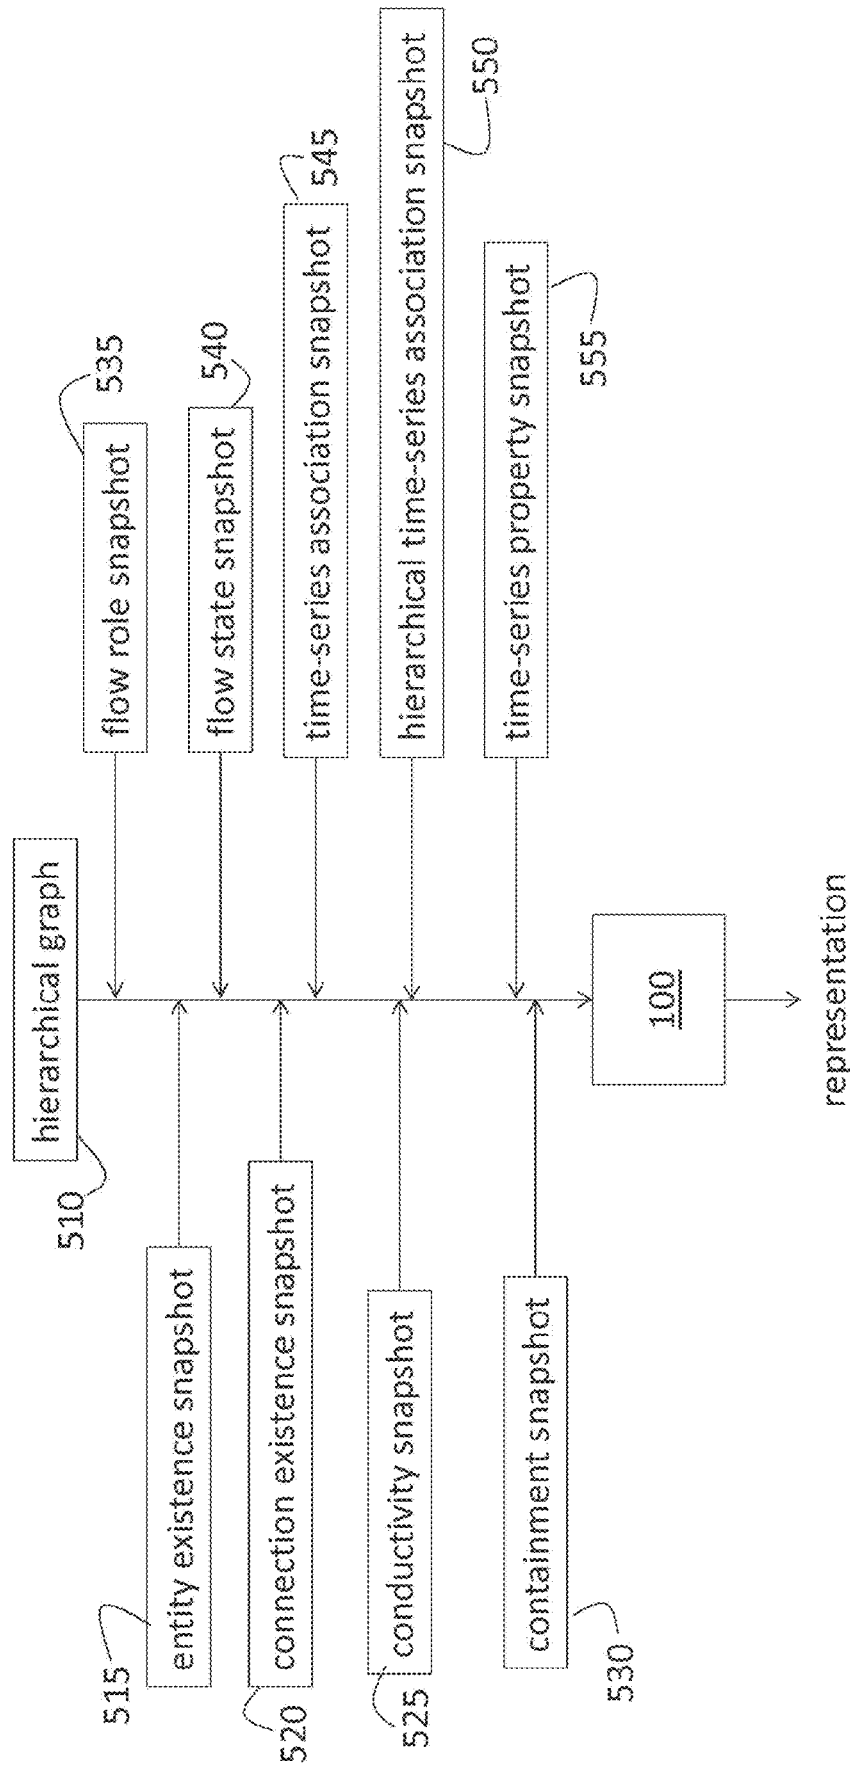 hierarchical graph
510
flow role snapshot
535
entity existence snapshot
515
flow state snapshot
540
connection existence snapshot
520
time-series association snapshot
545
conductivity snapshot
525
hierarchical time-series association snapshot
550
containment snapshot
530
time-series property snapshot
555
100
representation